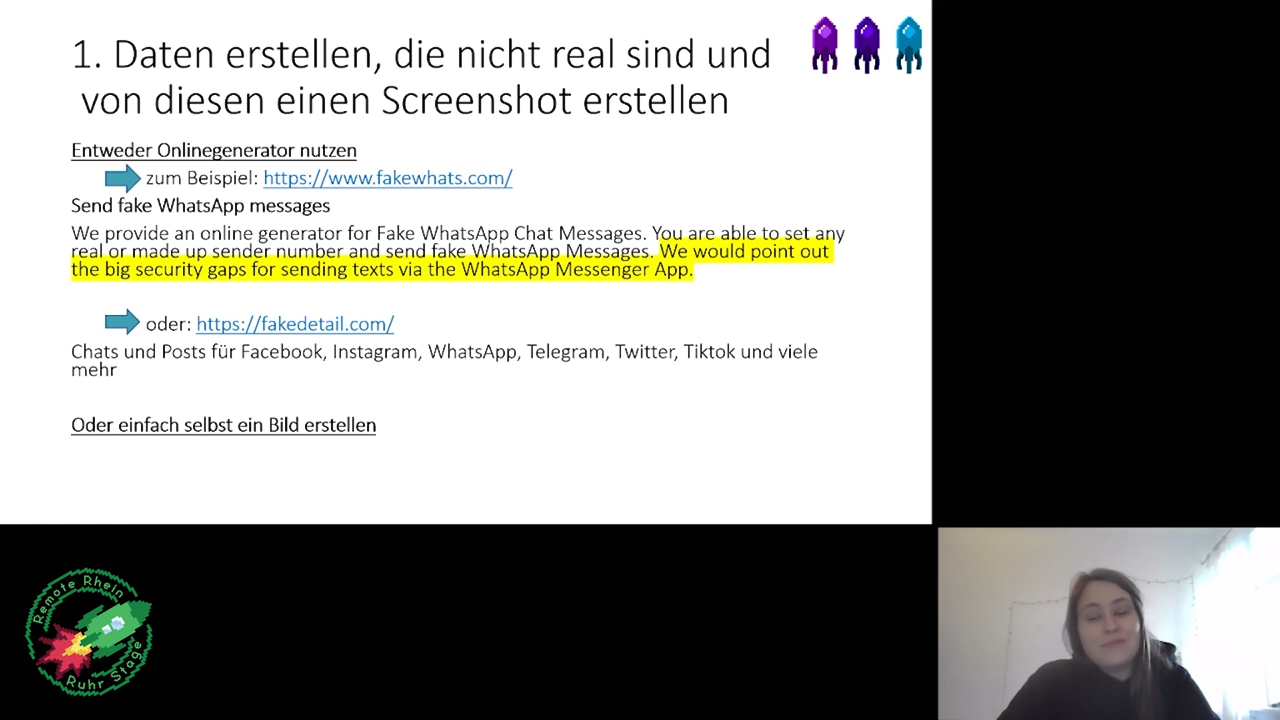 1. Daten erstellen, die nicht real sind und
von diesen einen Screenshot erstellen
Entweder Onlinegenerator nutzen
zum Beispiel: https://www.fakewhats.com/
Send fake WhatsApp messages
We provide an online generator for Fake WhatsApp Chat Messages. You are able to set any
real or made up sender number and send fake WhatsApp Messages. We would point out
the big security gaps for sending texts via the WhatsApp Messenger App.
oder: https://fakedetail.com/
Chats und Posts für Facebook, Instagram, WhatsApp, Telegram, Twitter, Tiktok und viele
mehr
Oder einfach selbst ein Bild erstellen
Remote Rhein
Ruhr Stage